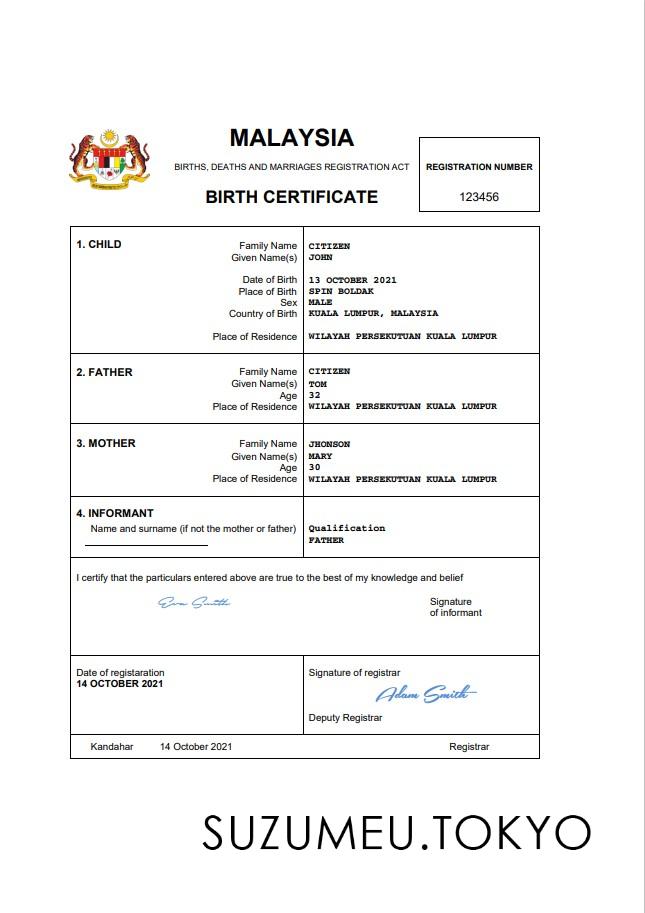 MALAYSIA
BIRTHS, DEATHS AND MARRIAGES REGISTRATION ACT
BIRTH CERTIFICATE
REGISTRATION NUMBER
123456
1. CHILD
Family Name CITIZEN
Given Name(s) JOHN
Date of Birth 13 OCTOBER 2021
Place of Birth SPIN BOLDAK
Sex MALE
Country of Birth KUALA LUMPUR, MALAYSIA
Place of Residence WILAYAH PERSEKUTUAN KUALA LUMPUR
2. FATHER
Family Name CITIZEN
Given Name(s) TOM
Age 32
Place of Residence WILAYAH PERSEKUTUAN KUALA LUMPUR
3. MOTHER
Family Name JHONSON
Given Name(s) MARY
Age 30
Place of Residence WILAYAH PERSEKUTUAN KUALA LUMPUR
4. INFORMANT
Name and surname (if not the mother or father) Qualification
FATHER
I certify that the particulars entered above are true to the best of my knowledge and belief
Eva Smith
Signature
of informant
Date of registaration
14 OCTOBER 2021
Signature of registrar
Adam Smith
Deputy Registrar
Kandahar 14 October 2021 Registrar
SUZUMEU.TOKYO